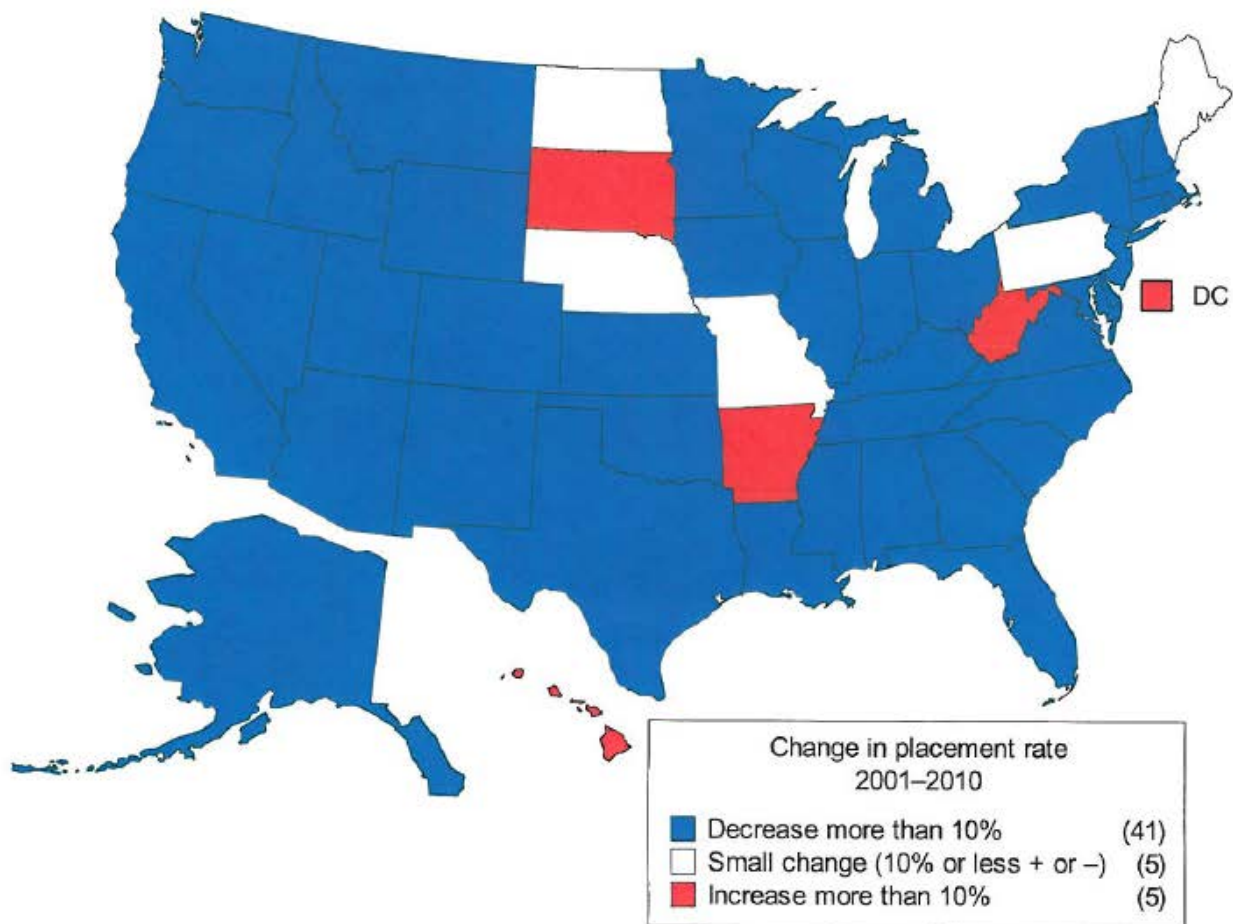 DC
Change in placement rate
2001–2010
Decrease more than 10% (41)
Small change (10% or less + or –) (5)
Increase more than 10% (5)